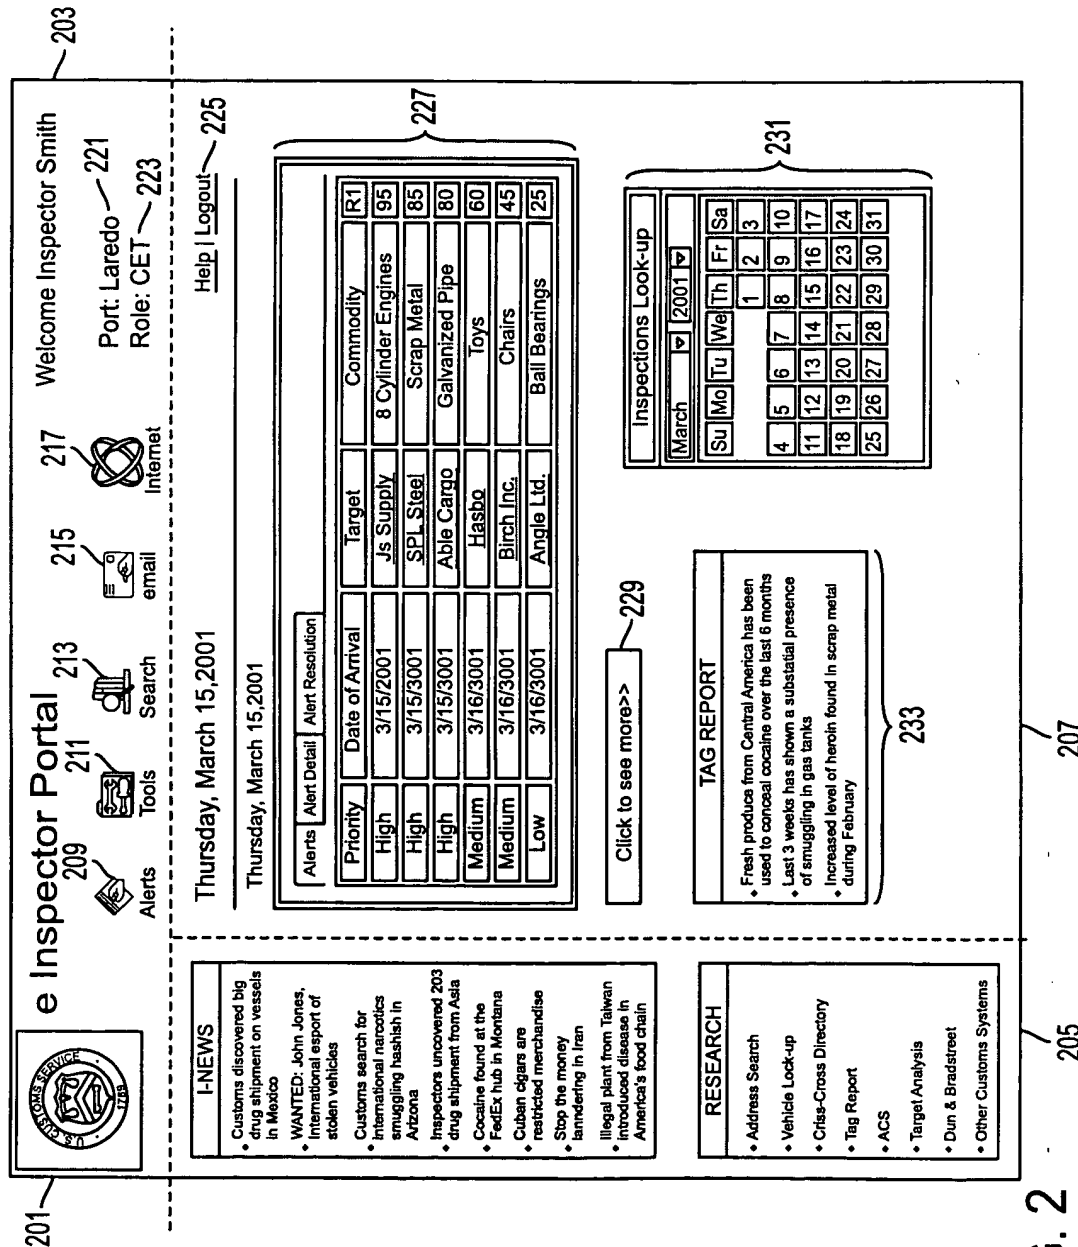 201
203
U.S. CUSTOMS SERVICE
1789
e Inspector Portal
Welcome Inspector Smith
209
211
213
215
217
Alerts
Tools
Search
email
Internet
Port: Laredo
221
Role: CET
223
I-NEWS
• Customs discovered big
drug shipment on vessels
in Mexico
• WANTED: John Jones,
International esport of
stolen vehicles
• Customs search for
international narcotics
smuggling hashish in
Arizona
• Inspectors uncovered 203
drug shipment from Asia
• Cocaine found at the
FedEx hub in Montana
• Cuban cigars are
restricted merchandise
• Stop the money
landering in Iran
• Illegal plant from Taiwan
introduced disease in
America's food chain
RESEARCH
• Address Search
• Vehicle Lock-up
• Criss-Cross Directory
• Tag Report
• ACS
• Target Analysis
• Dun & Bradstreet
• Other Customs Systems
205
Thursday, March 15,2001
Help | Logout
225
Thursday, March 15,2001
Alerts Alert Detail Alert Resolution
Priority Date of Arrival Target Commodity R1
High 3/15/2001 Js Supply 8 Cylinder Engines 95
High 3/15/3001 SPL Steel Scrap Metal 85
High 3/15/3001 Able Cargo Galvanized Pipe 80
Medium 3/16/3001 Hasbo Toys 60
Medium 3/16/3001 Birch Inc. Chairs 45
Low 3/16/3001 Angle Ltd. Ball Bearings 25
227
Click to see more>>
229
TAG REPORT
• Fresh produce from Central America has been
used to conceal cocaine over the last 6 months
• Last 3 weeks has shown a substatial presence
of smuggling in gas tanks
• Increased level of heroin found in scrap metal
during February
233
Inspections Look-up
March 2001
Su Mo Tu We Th Fr Sa
1 2 3
4 5 6 7 8 9 10
11 12 13 14 15 16 17
18 19 20 21 22 23 24
25 26 27 28 29 30 31
231
207
2